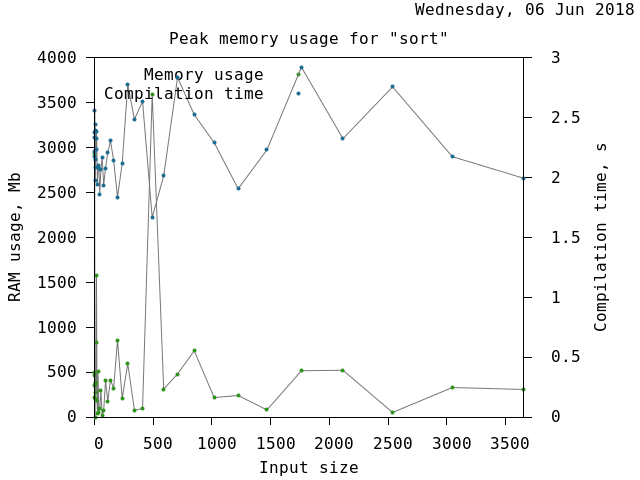 Wednesday, 06 Jun 2018
Peak memory usage for "sort"
Memory usage
Compilation time
4000
3500
3000
2500
2000
1500
1000
500
0
3
2.5
2
1.5
1
0.5
0
RAM usage, Mb
Compilation time, s
0 500 1000 1500 2000 2500 3000 3500
Input size